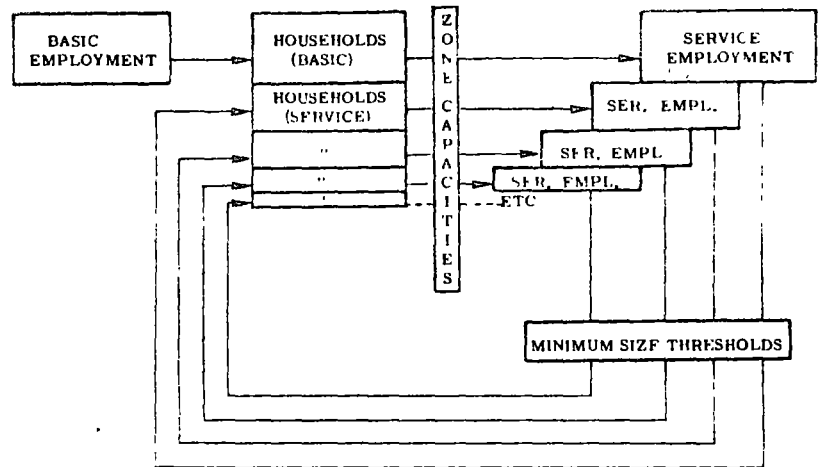 BASIC
EMPLOYMENT
HOUSEHOLDS
(BASIC)
ZONE CAPACITIES
SERVICE
EMPLOYMENT
HOUSEHOLDS
(SERVICE)
SER. EMPL.
"
SER. EMPL
"
SER. EMPL.
"
ETC
MINIMUM SIZE THRESHOLDS